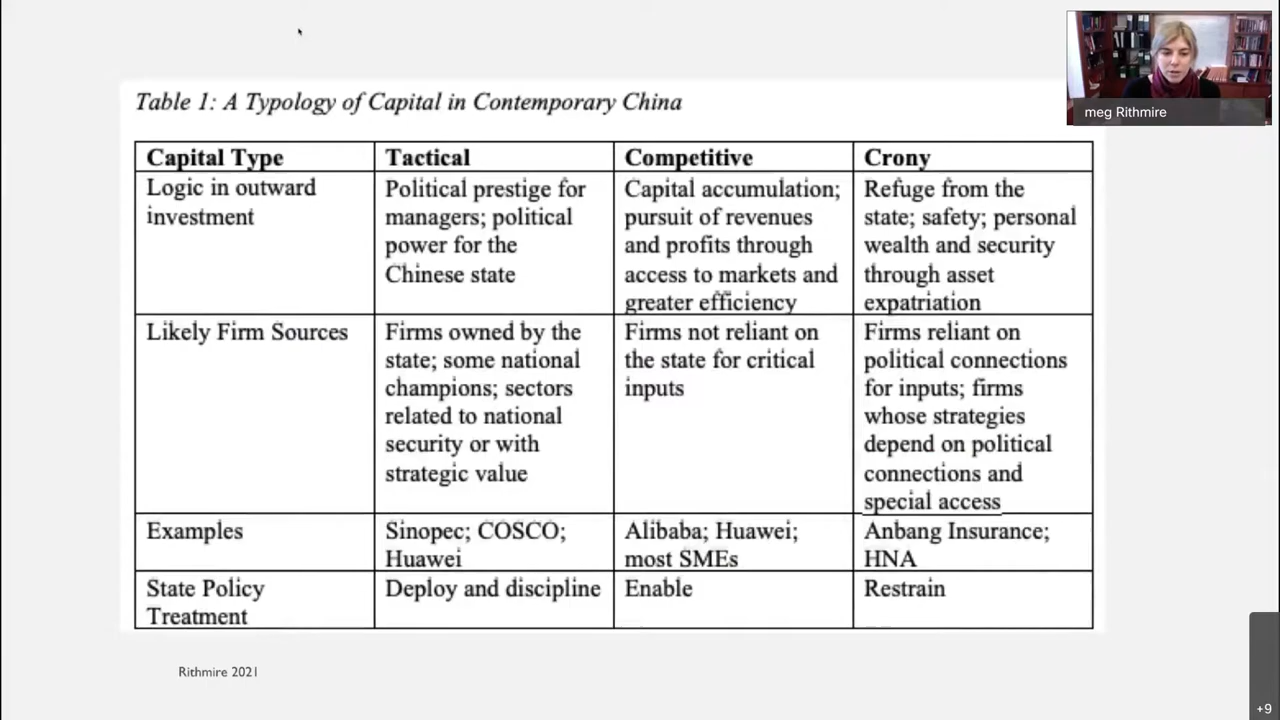 meg Rithmire
Table 1: A Typology of Capital in Contemporary China
Capital Type
Tactical
Competitive
Crony
Logic in outward
investment
Political prestige for
managers; political
power for the
Chinese state
Capital accumulation;
pursuit of revenues
and profits through
access to markets and
greater efficiency
Refuge from the
state; safety; personal
wealth and security
through asset
expatriation
Likely Firm Sources
Firms owned by the
state; some national
champions; sectors
related to national
security or with
strategic value
Firms not reliant on
the state for critical
inputs
Firms reliant on
political connections
for inputs; firms
whose strategies
depend on political
connections and
special access
Examples
Sinopec; COSCO;
Huawei
Alibaba; Huawei;
most SMEs
Anbang Insurance;
HNA
State Policy
Treatment
Deploy and discipline
Enable
Restrain
Rithmire 2021
+9